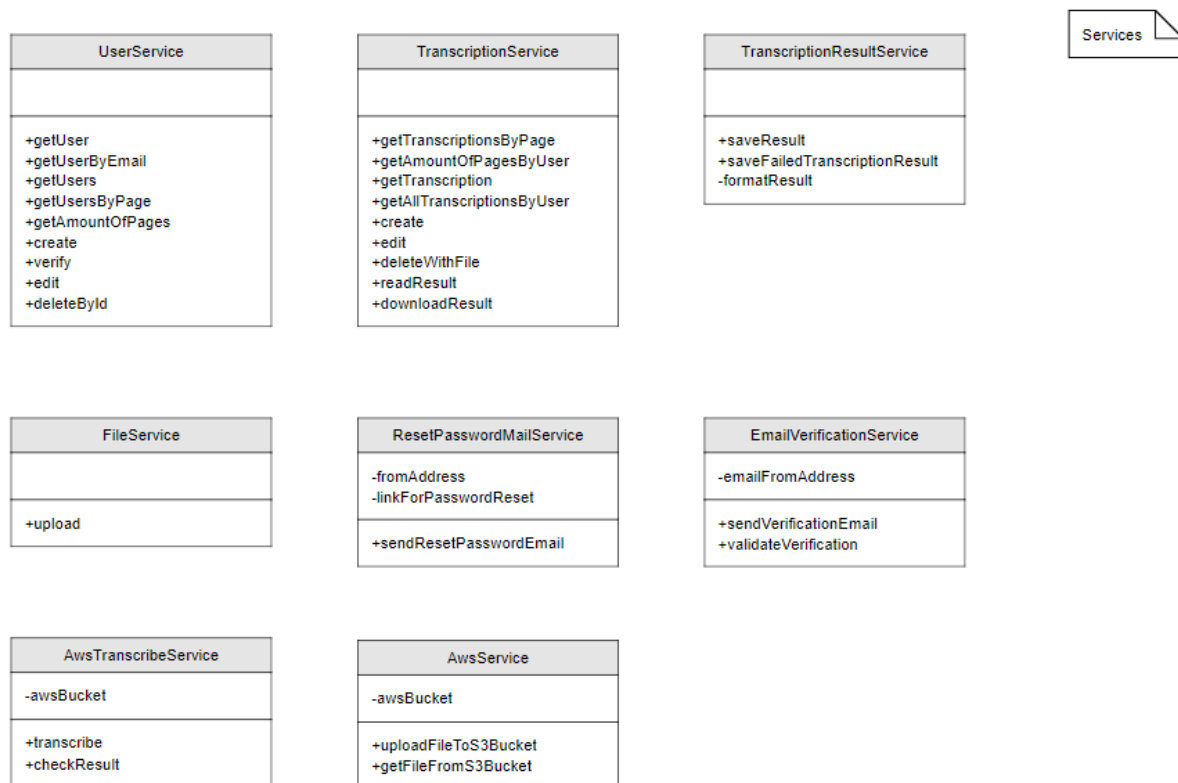 Services
UserService
+getUser
+getUserByEmail
+getUsers
+getUsersByPage
+getAmountOfPages
+create
+verify
+edit
+deleteById
TranscriptionService
+getTranscriptionsByPage
+getAmountOfPagesByUser
+getTranscription
+getAllTranscriptionsByUser
+create
+edit
+deleteWithFile
+readResult
+downloadResult
TranscriptionResultService
+saveResult
+saveFailedTranscriptionResult
-formatResult
FileService
+upload
ResetPasswordMailService
-fromAddress
-linkForPasswordReset
+sendResetPasswordEmail
EmailVerificationService
-emailFromAddress
+sendVerificationEmail
+validateVerification
AwsTranscribeService
-awsBucket
+transcribe
+checkResult
AwsService
-awsBucket
+uploadFileToS3Bucket
+getFileFromS3Bucket